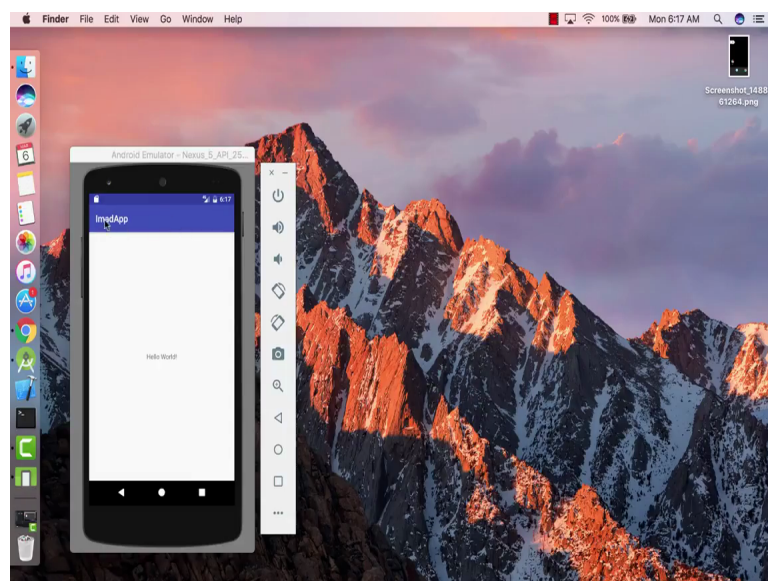 Finder File Edit View Go Window Help 100% Mon 6:17 AM
Screenshot_1488
61264.png
6
Android Emulator – Nexus_5_API_25...
6:17
ImadApp
Hello World!